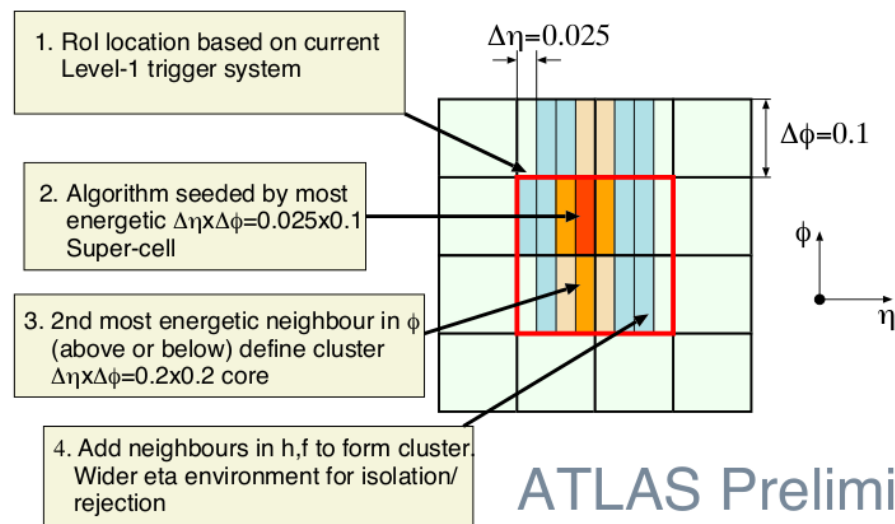 1. RoI location based on current
Level-1 trigger system
Δη=0.025
Δϕ=0.1
2. Algorithm seeded by most
energetic ΔηxΔϕ=0.025x0.1
Super-cell
ϕ
η
3. 2nd most energetic neighbour in ϕ
(above or below) define cluster
ΔηxΔϕ=0.2x0.2 core
4. Add neighbours in h,f to form cluster.
Wider eta environment for isolation/
rejection
ATLAS Prelimi